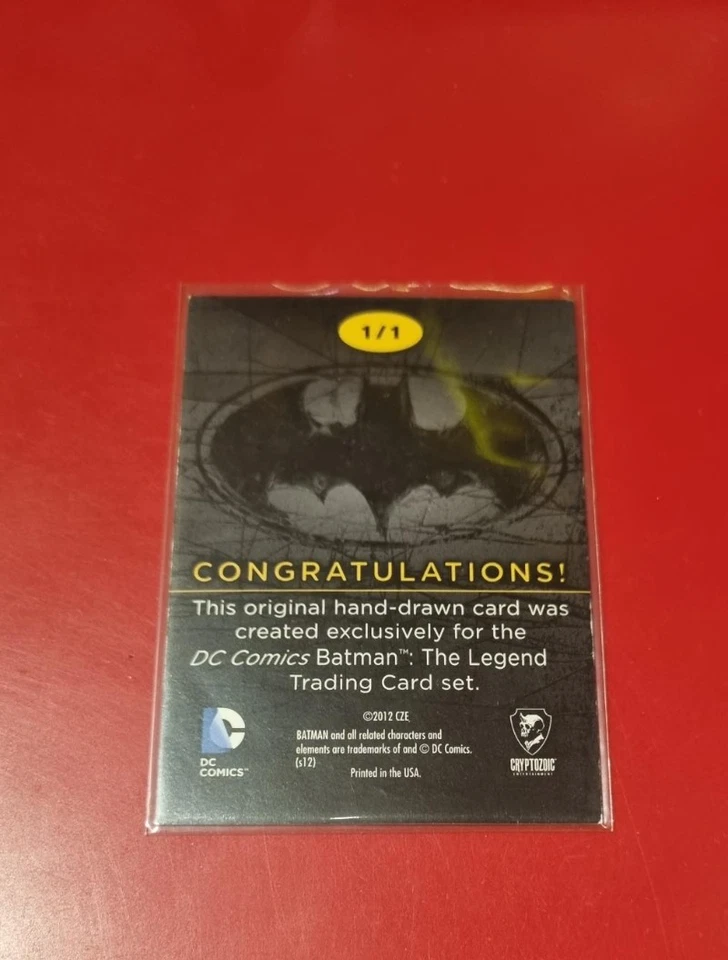 1/1
CONGRATULATIONS!
This original hand-drawn card was
created exclusively for the
DC Comics Batman™: The Legend
Trading Card set.
©2012 CZE
BATMAN and all related characters and
elements are trademarks of and © DC Comics.
(s12)
Printed in the USA.
DC
COMICS™
CRYPTOZOIC
ENTERTAINMENT